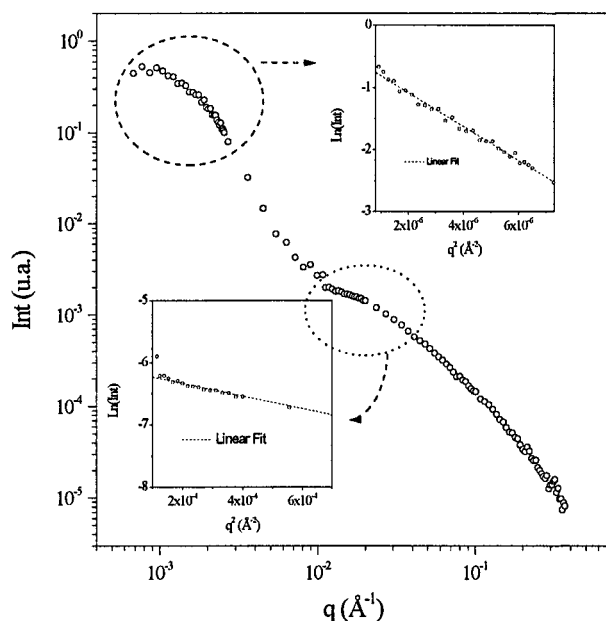 10⁰
10⁻¹
10⁻²
10⁻³
10⁻⁴
10⁻⁵
Int (u.a.)
10⁻³
10⁻²
10⁻¹
q (Å⁻¹)
0
-1
-2
-3
Ln(Int)
Linear Fit
2x10⁻⁶
4x10⁻⁶
6x10⁻⁶
q² (Å⁻²)
-5
-6
-7
-8
Ln(Int)
Linear Fit
2x10⁻⁴
4x10⁻⁴
6x10⁻⁴
q² (Å⁻²)